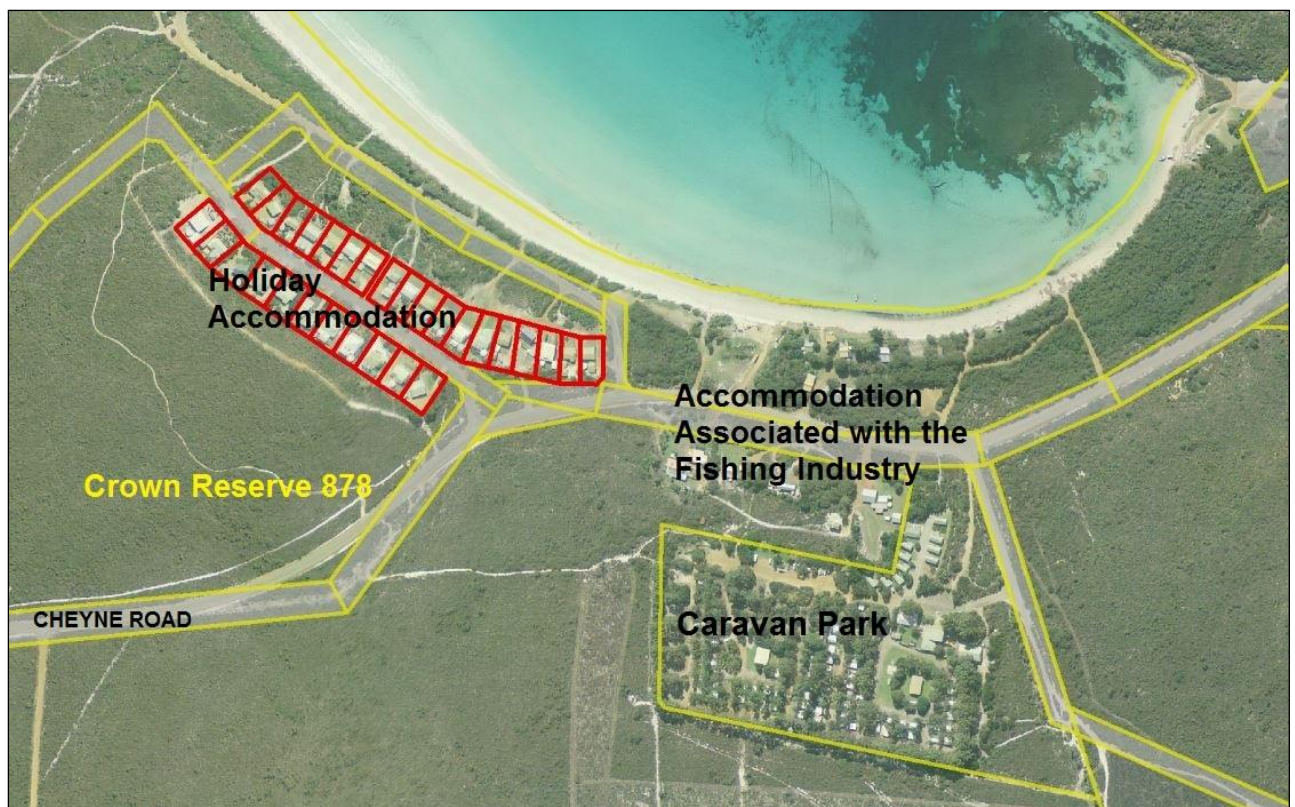 Holiday
Accommodation
Accommodation
Associated with the
Fishing Industry
Crown Reserve 878
CHEYNE ROAD
Caravan Park